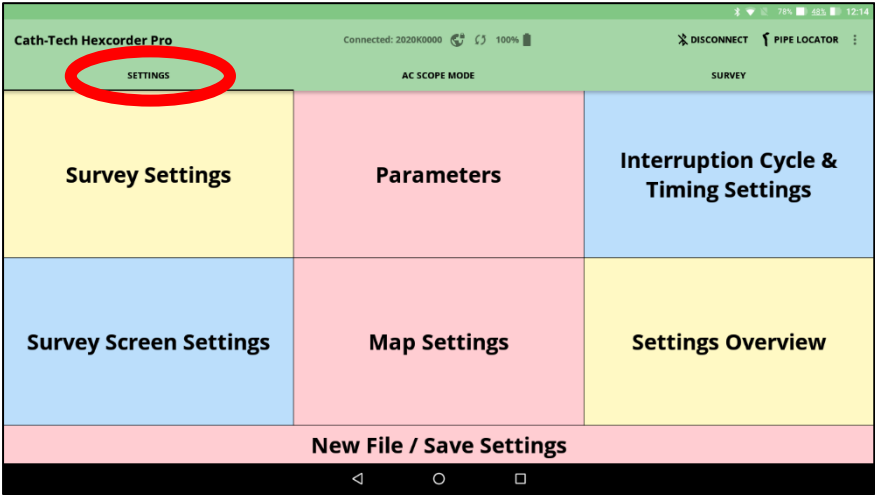 78% 48% 12:14
Cath-Tech Hexcorder Pro Connected: 2020K0000 100% DISCONNECT PIPE LOCATOR
SETTINGS AC SCOPE MODE SURVEY
Survey Settings
Parameters
Interruption Cycle &
Timing Settings
Survey Screen Settings
Map Settings
Settings Overview
New File / Save Settings